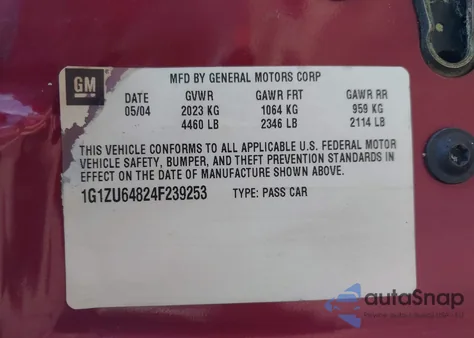 GM
MFD BY GENERAL MOTORS CORP
DATE GVWR GAWR FRT GAWR RR
05/04 2023 KG 1064 KG 959 KG
4460 LB 2346 LB 2114 LB
THIS VEHICLE CONFORMS TO ALL APPLICABLE U.S. FEDERAL MOTOR
VEHICLE SAFETY, BUMPER, AND THEFT PREVENTION STANDARDS IN
EFFECT ON THE DATE OF MANUFACTURE SHOWN ABOVE.
1G1ZU64824F239253 TYPE: PASS CAR
autoSnap